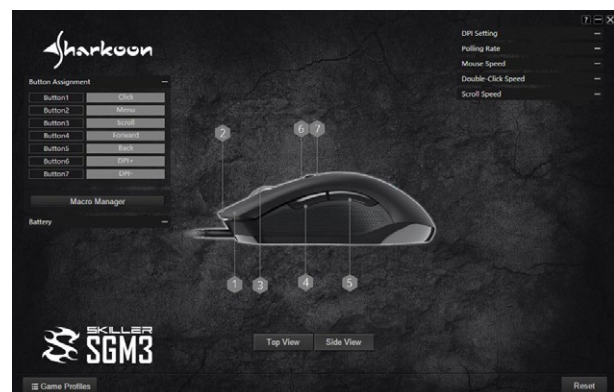 sharkoon
Button Assignment
Button1 Click
Button2 Menu
Button3 Scroll
Button4 Forward
Button5 Back
Button6 DPI+
Button7 DPI-
Macro Manager
Battery
DPI Setting
Polling Rate
Mouse Speed
Double-Click Speed
Scroll Speed
2
6
7
1
3
4
5
SKILLER
SGM3
Top View
Side View
Game Profiles
Reset